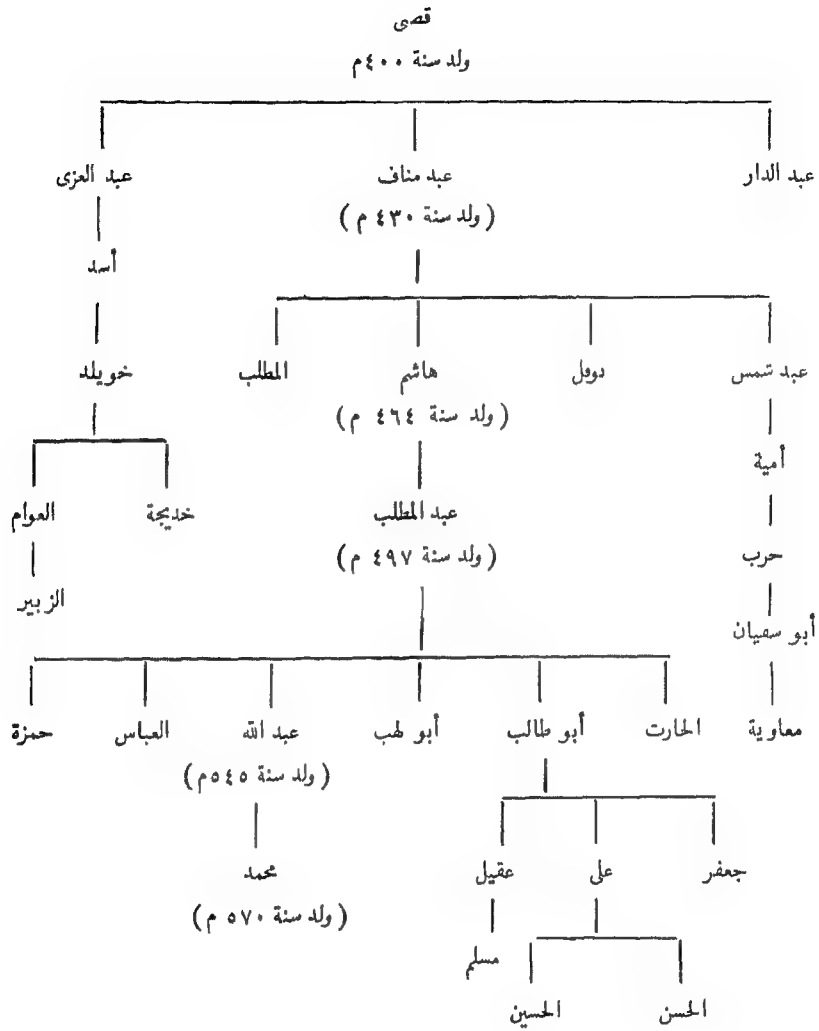 قصى
ولد سنة ٤٠٠م
عبد الدار عبد مناف عبد العزى
(ولد سنة ٤٣٠ م)
أسد
عبد شمس دوفل هاشم المطلب خويلد
(ولد سنة ٤٦٤ م)
أمية
عبد المطلب خديجة العوام
(ولد سنة ٤٩٧ م)
حرب
الزبير
أبو سفيان
معاوية الحارت أبو طالب أبو لهب عبد الله العباس حمزة
(ولد سنة ٥٤٥م)
جعفر على عقيل محمد
(ولد سنة ٥٧٠ م)
مسلم
الحسن الحسين